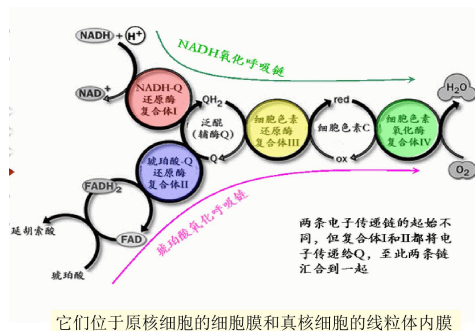 NADH + H⁺
NADH氧化呼吸链
H₂O
NAD⁺
NADH-Q
还原酶
复合体I
QH₂
泛醌
(辅酶Q)
Q
细胞色素
还原酶
复合体III
red
细胞色素C
ox
细胞色素
氧化酶
复合体IV
O₂
琥珀酸-Q
还原酶
复合体II
FADH₂
FAD
延胡索酸
琥珀酸
琥珀酸氧化呼吸链
两条电子传递链的起始不
同，但复合体I和II都将电
子传递给Q，至此两条链
汇合到一起
它们位于原核细胞的细胞膜和真核细胞的线粒体内膜